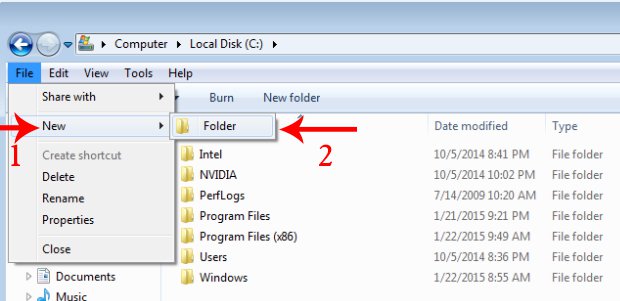 Computer Local Disk (C:)
File Edit View Tools Help
Share with Burn New folder
New Folder Date modified Type
1 2
Create shortcut Intel 10/5/2014 8:41 PM File folder
Delete NVIDIA 10/5/2014 10:02 PM File folder
Rename PerfLogs 7/14/2009 10:20 AM File folder
Properties Program Files 1/21/2015 9:21 PM File folder
Program Files (x86) 1/22/2015 9:49 AM File folder
Close Users 10/5/2014 8:36 PM File folder
Documents Windows 1/22/2015 8:55 AM File folder
Music